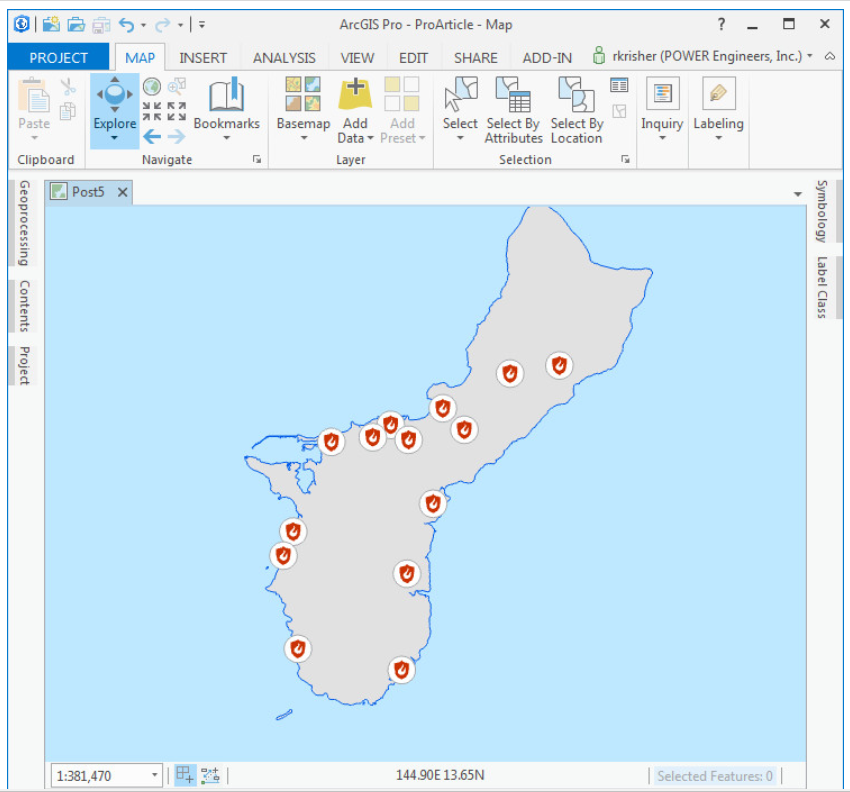 ArcGIS Pro - ProArticle - Map
?
PROJECT MAP INSERT ANALYSIS VIEW EDIT SHARE ADD-IN rkrisher (POWER Engineers, Inc.)
Paste Explore Bookmarks Basemap Add Data Add Preset Select Select By Attributes Select By Location Inquiry Labeling
Clipboard Navigate Layer Selection
Post5
Geoprocessing
Contents
Project
Symbology
Label Class
1:381,470 144.90E 13.65N Selected Features: 0